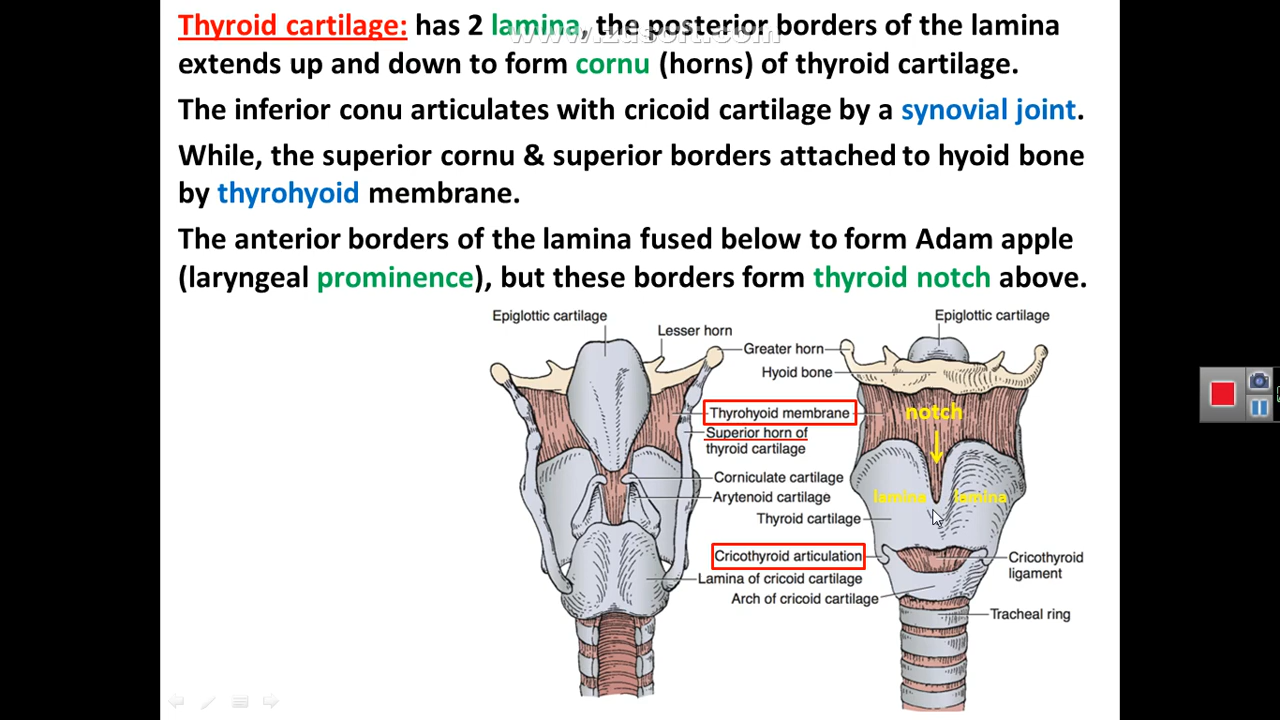 Thyroid cartilage: has 2 lamina, the posterior borders of the lamina
www.zdsoft.com
extends up and down to form cornu (horns) of thyroid cartilage.
The inferior conu articulates with cricoid cartilage by a synovial joint.
While, the superior cornu & superior borders attached to hyoid bone
by thyrohyoid membrane.
The anterior borders of the lamina fused below to form Adam apple
(laryngeal prominence), but these borders form thyroid notch above.
Epiglottic cartilage
Lesser horn
Greater horn
Hyoid bone
Thyrohyoid membrane
Superior horn of
thyroid cartilage
Corniculate cartilage
Arytenoid cartilage
Thyroid cartilage
Cricothyroid articulation
Lamina of cricoid cartilage
Arch of cricoid cartilage
Epiglottic cartilage
notch
lamina lamina
Cricothyroid
ligament
Tracheal ring